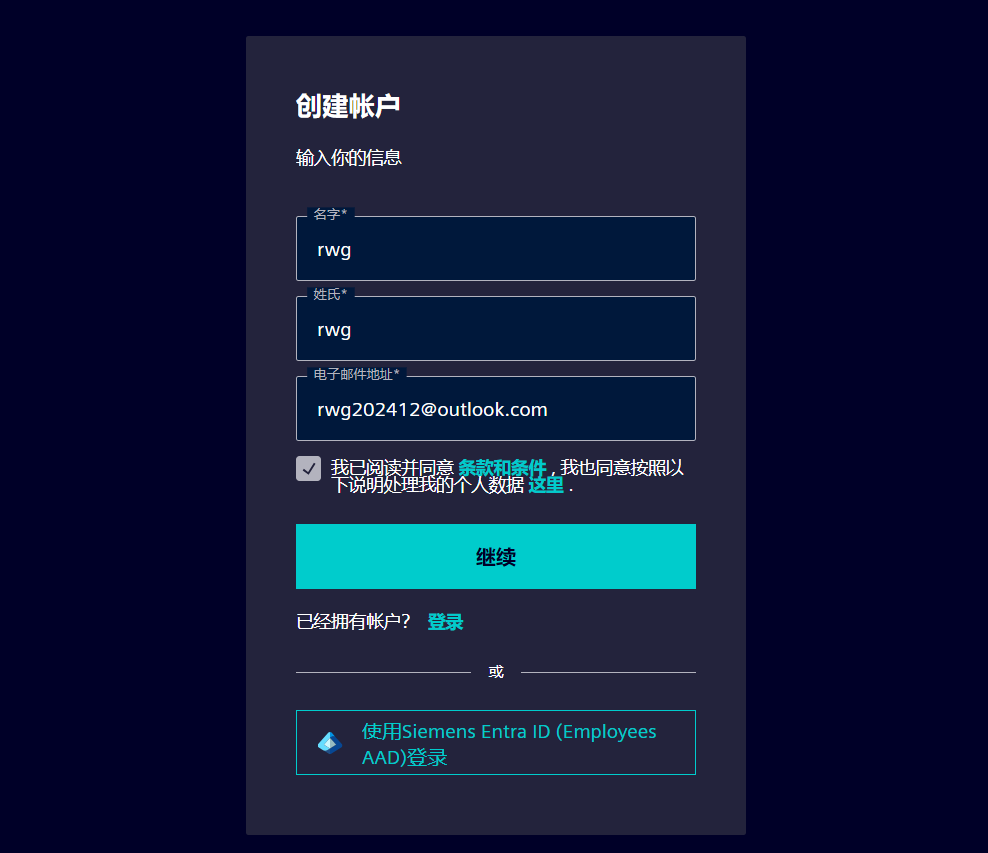 创建帐户
输入你的信息
名字*
rwg
姓氏*
rwg
电子邮件地址*
rwg202412@outlook.com
我已阅读并同意 条款和条件 , 我也同意按照以
下说明处理我的个人数据 这里 .
继续
已经拥有帐户？ 登录
或
使用Siemens Entra ID (Employees
AAD)登录